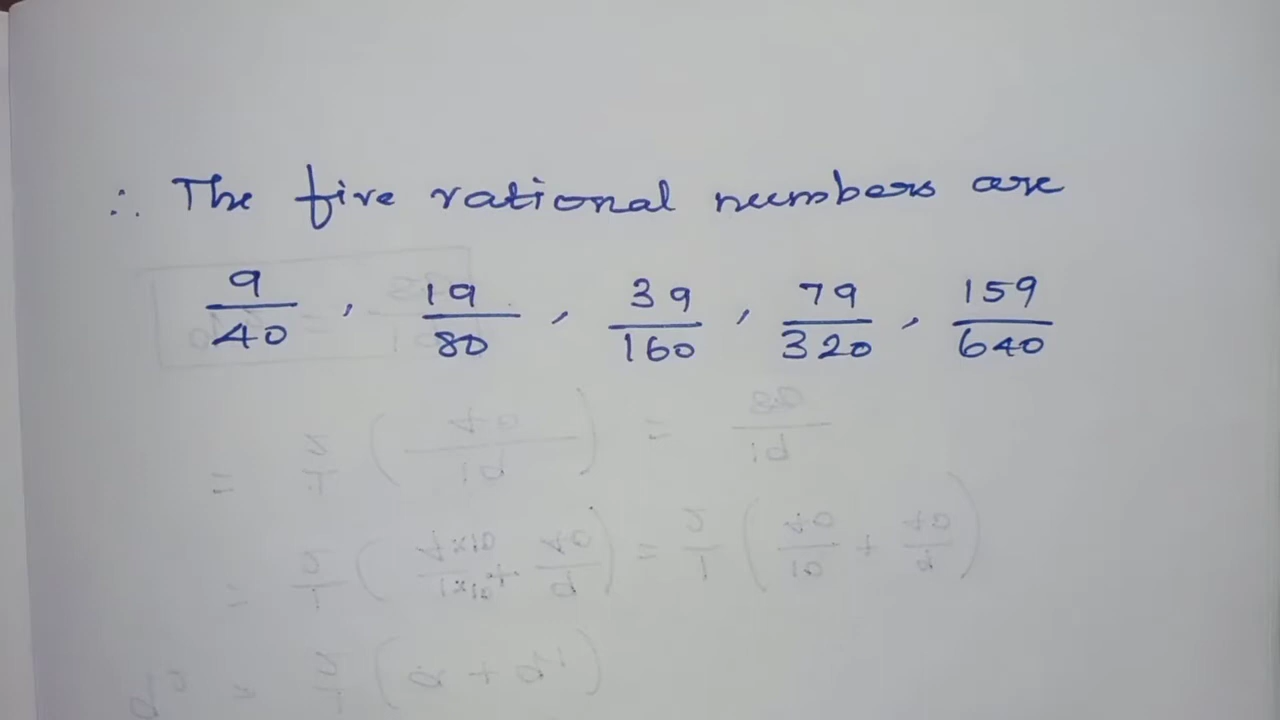 ∴ The five rational numbers are
9/40 , 19/80 , 39/160 , 79/320 , 159/640